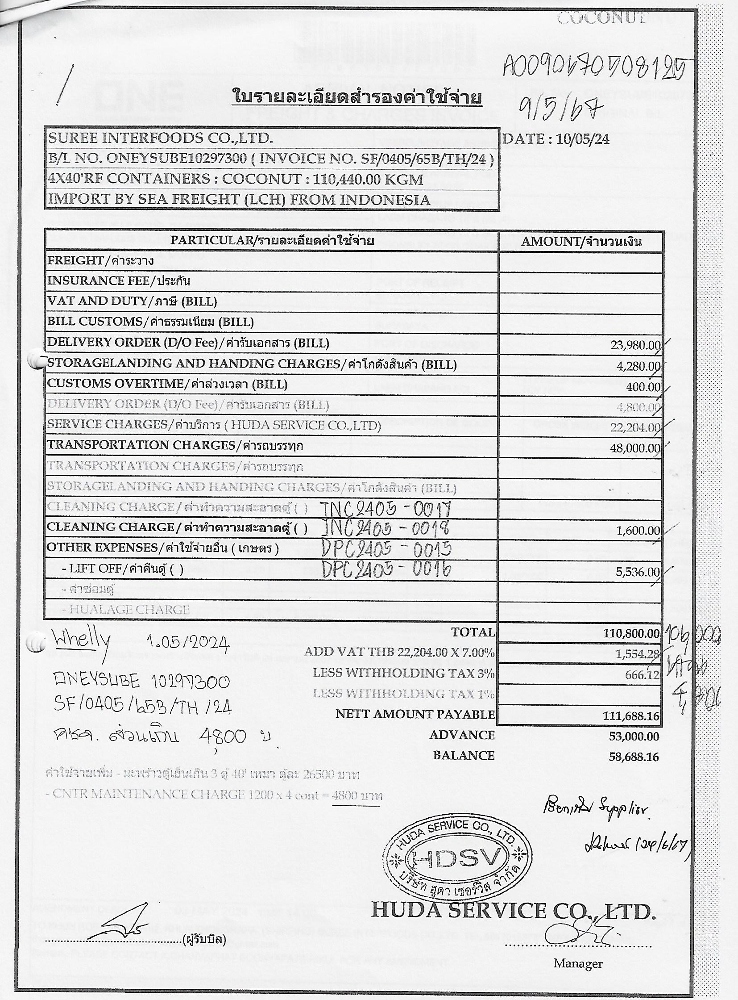 COCONUT
A0090670508125
ใบรายละเอียดสำรองค่าใช้จ่าย
9/5/67
SUREE INTERFOODS CO.,LTD.
DATE : 10/05/24
B/L NO. ONEYSUBE10297300 ( INVOICE NO. SF/0405/65B/TH/24 )
4X40'RF CONTAINERS : COCONUT : 110,440.00 KGM
IMPORT BY SEA FREIGHT (LCH) FROM INDONESIA
PARTICULAR/รายละเอียดค่าใช้จ่าย AMOUNT/จำนวนเงิน
FREIGHT/ค่าระวาง
INSURANCE FEE/ประกัน
VAT AND DUTY/ภาษี (BILL)
BILL CUSTOMS/ค่าธรรมเนียม (BILL)
DELIVERY ORDER (D/O Fee)/ค่ารับเอกสาร (BILL) 23,980.00
STORAGELANDING AND HANDING CHARGES/ค่าโกดังสินค้า (BILL) 4,280.00
CUSTOMS OVERTIME/ค่าล่วงเวลา (BILL) 400.00
DELIVERY ORDER (D/O Fee)/ค่ารับเอกสาร (BILL) 4,800.00
SERVICE CHARGES/ค่าบริการ ( HUDA SERVICE CO.,LTD) 22,204.00
TRANSPORTATION CHARGES/ค่ารถบรรทุก 48,000.00
TRANSPORTATION CHARGES/ค่ารถบรรทุก
STORAGELANDING AND HANDING CHARGES/ค่าโกดังสินค้า (BILL)
CLEANING CHARGE/ค่าทำความสะอาดตู้ ( ) INC2405-0017
CLEANING CHARGE/ค่าทำความสะอาดตู้ ( ) INC2405-0018 1,600.00
OTHER EXPENSES/ค่าใช้จ่ายอื่น ( เกษตร ) DPC2405-0015
- LIFT OFF/ค่าคืนตู้ ( ) DPC2405-0016 5,536.00
- ค่าซ่อมตู้
- HUALAGE CHARGE
TOTAL 110,800.00 106,000
Whelly 1.05/2024
ADD VAT THB 22,204.00 X 7.00% 1,554.28
LESS WITHHOLDING TAX 3% 666.12
ONEYSUBE 10297300
LESS WITHHOLDING TAX 1%
SF/0405/65B/TH/24
NETT AMOUNT PAYABLE 111,688.16
คชจ. ส่วนเกิน 4,800 บ.
ADVANCE 53,000.00
BALANCE 58,688.16
ค่าใช้จ่ายเพิ่ม - มะพร้าวตู้เย็นเกิน 3 ตู้ 40' เหมา ตู้ละ 26500 บาท
- CNTR MAINTENANCE CHARGE 1200 x 4 cont = 4800 บาท
Supplier.
HUDA SERVICE CO., LTD.
HDSV
บริษัท ฮูดา เซอร์วิส จำกัด
HUDA SERVICE CO., LTD.
(ผู้รับบิล)
Manager